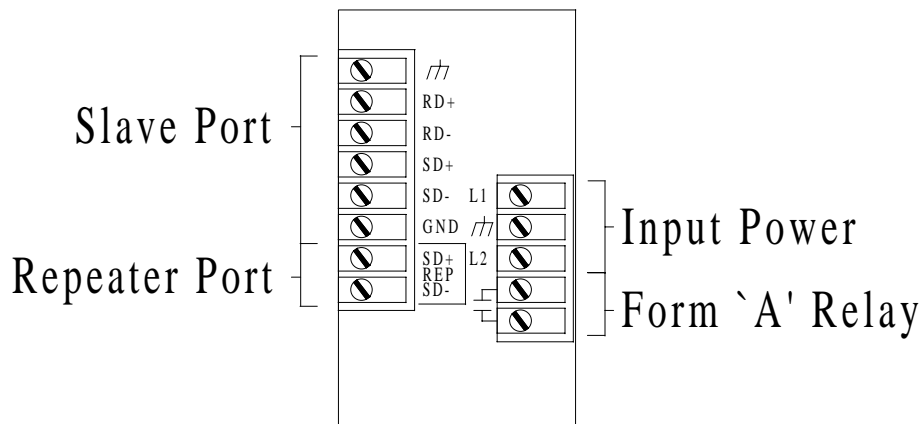 Slave Port
Repeater Port
RD+
RD-
SD+
SD- L1
GND
SD+ L2
REP
SD-
Input Power
Form `A' Relay